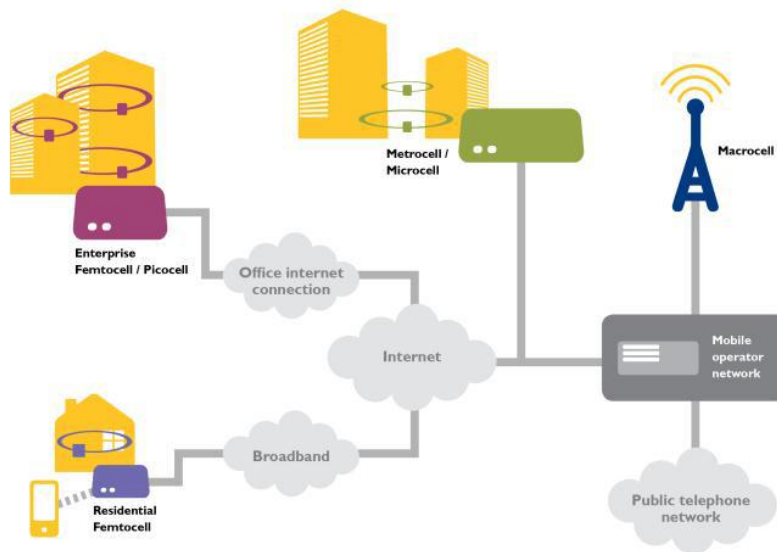 Metrocell /
Microcell
Macrocell
Enterprise
Femtocell / Picocell
Office internet
connection
Internet
Mobile
operator
network
Broadband
Residential
Femtocell
Public telephone
network